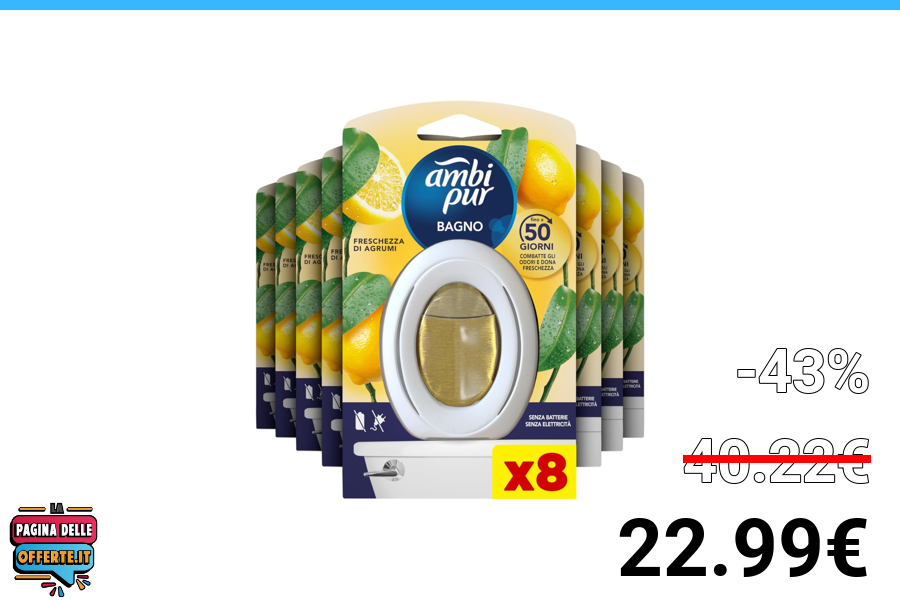 ambi
pur
BAGNO
FRESCHEZZA
DI AGRUMI
fino a
50
GIORNI
COMBATTE GLI
ODORI E DONA
FRESCHEZZA
SENZA BATTERIE
SENZA ELETTRICITÀ
x8
-43%
40.22€
22.99€
LA
PAGINA DELLE
OFFERTE.IT